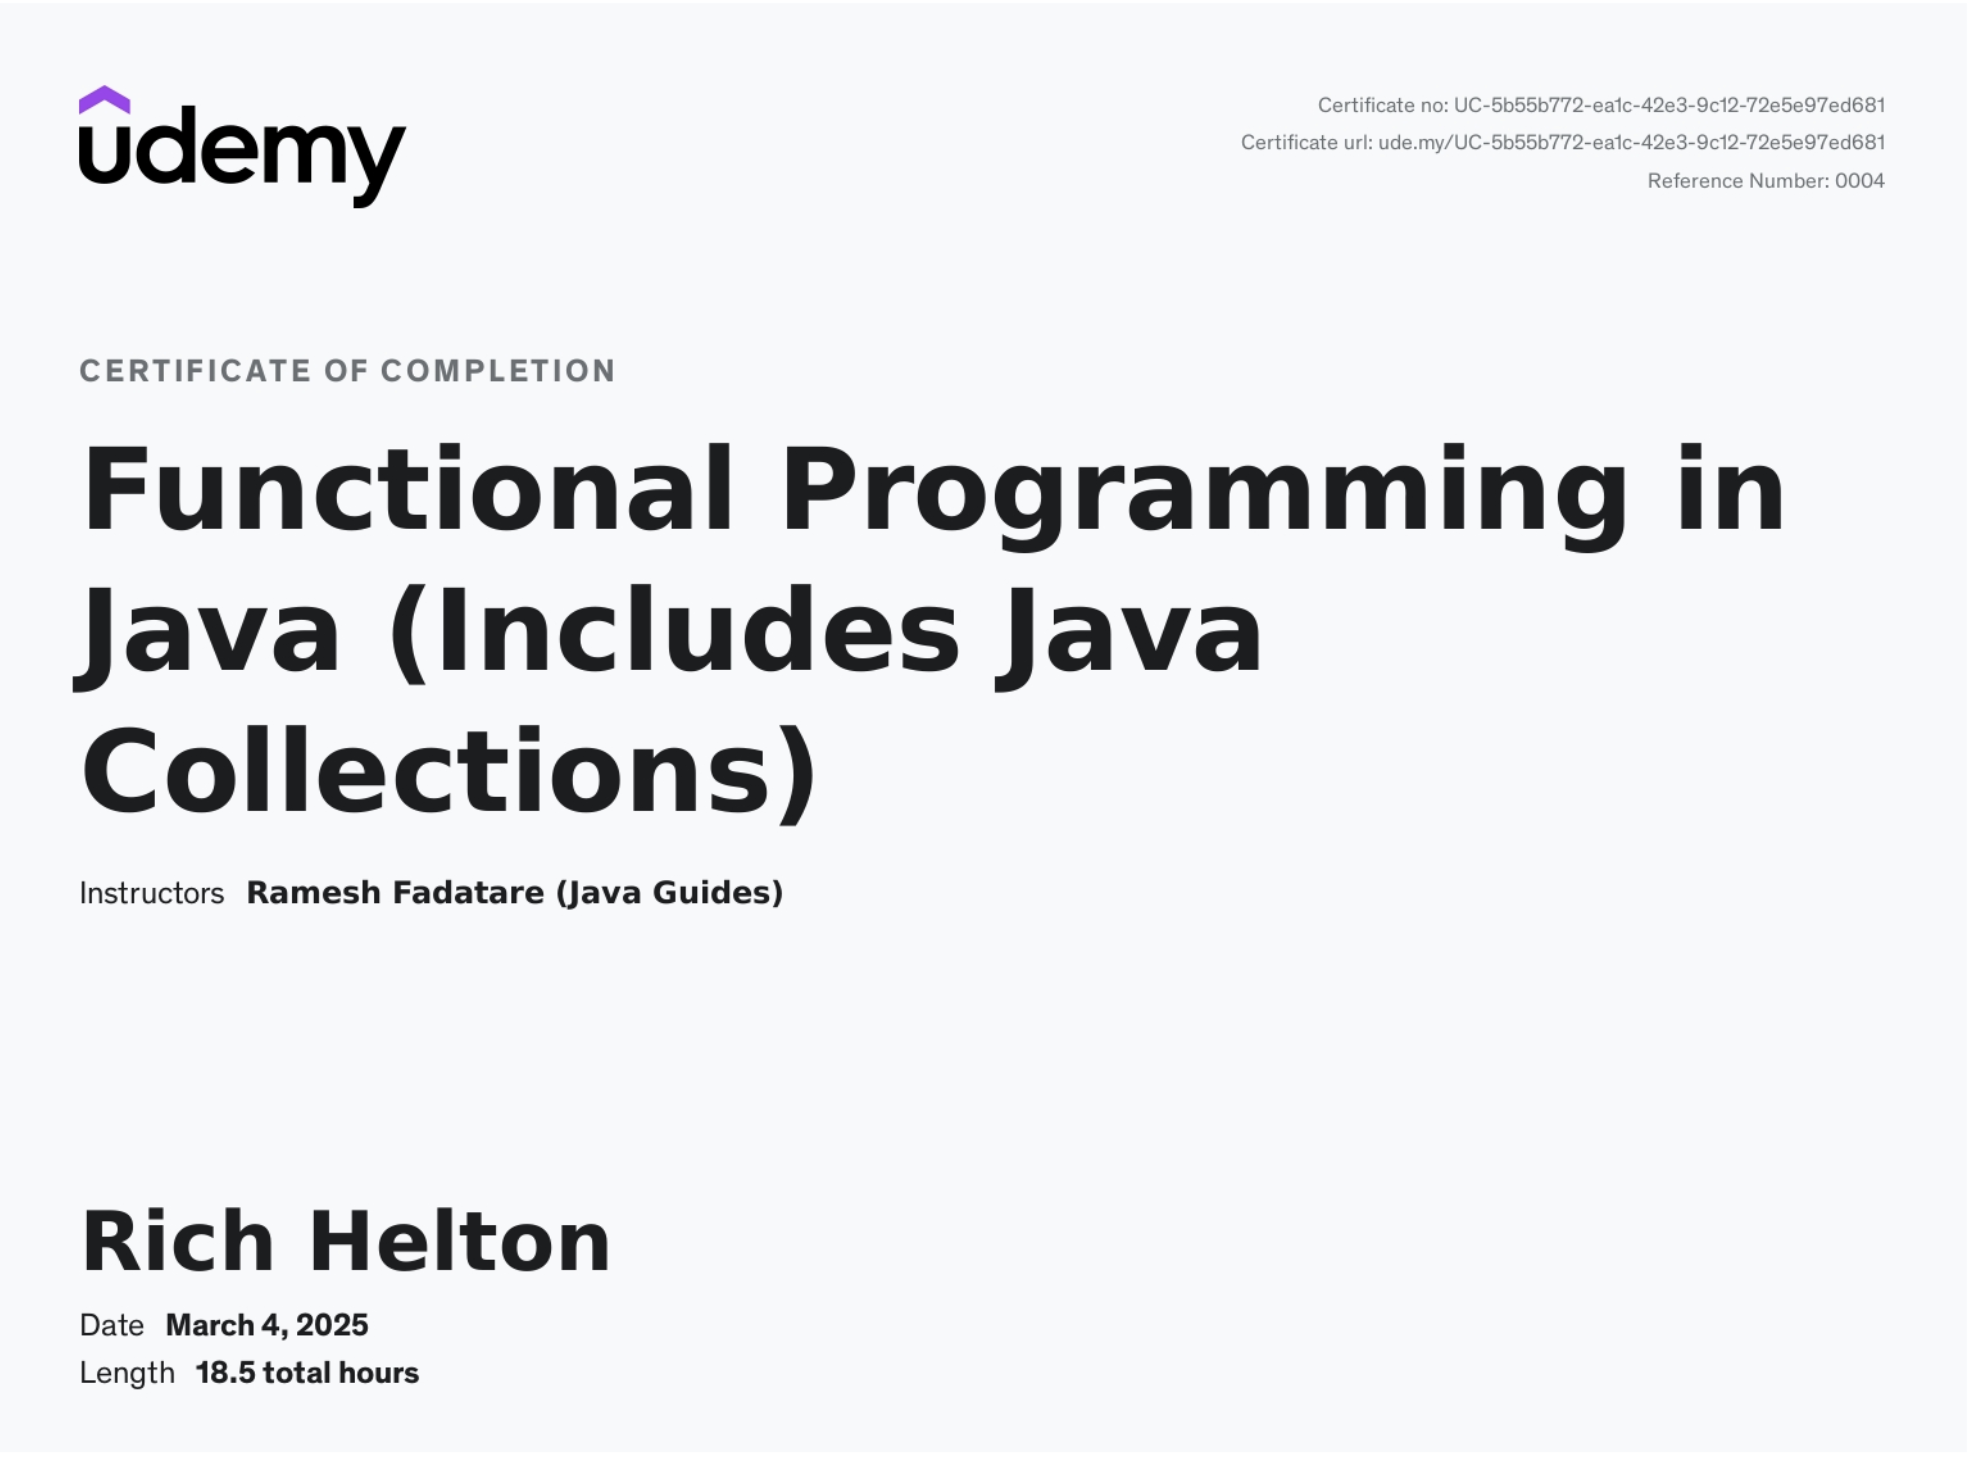 udemy
Certificate no: UC-5b55b772-ea1c-42e3-9c12-72e5e97ed681
Certificate url: ude.my/UC-5b55b772-ea1c-42e3-9c12-72e5e97ed681
Reference Number: 0004
CERTIFICATE OF COMPLETION
Functional Programming in
Java (Includes Java
Collections)
Instructors Ramesh Fadatare (Java Guides)
Rich Helton
Date March 4, 2025
Length 18.5 total hours